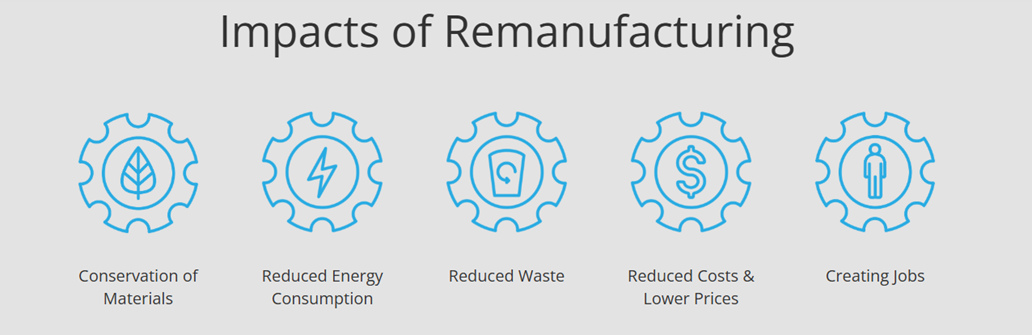 Impacts of Remanufacturing
Conservation of
Materials
Reduced Energy
Consumption
Reduced Waste
Reduced Costs &
Lower Prices
Creating Jobs